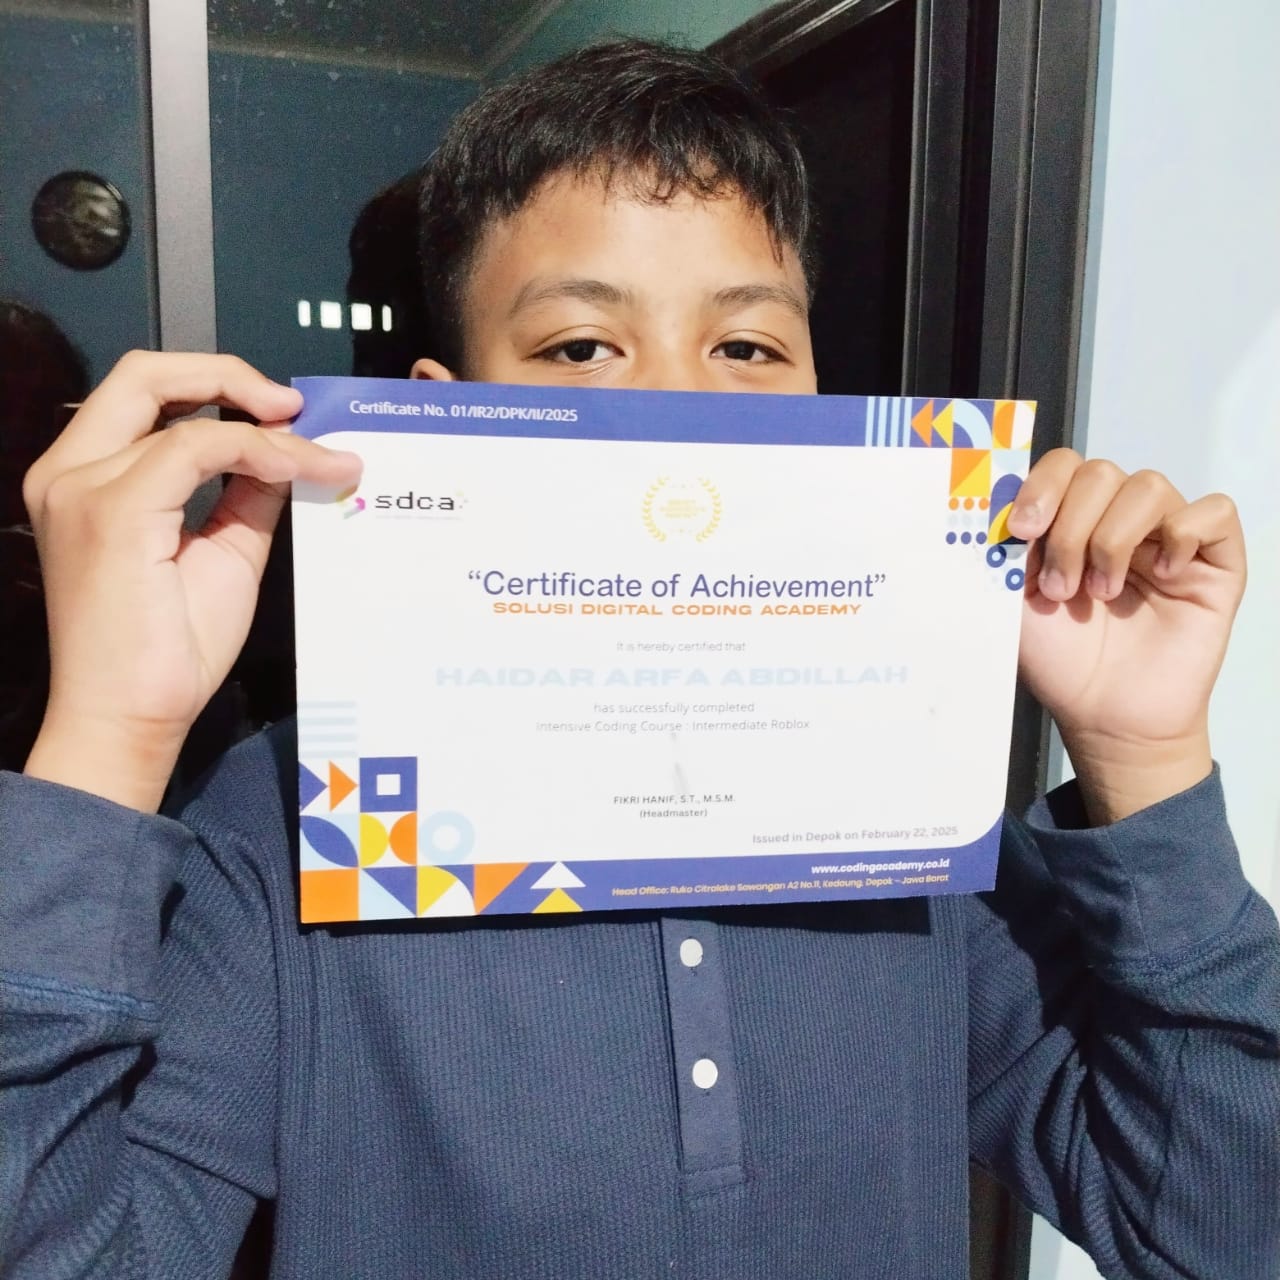 Certificate No. 01/IR2/DPK/II/2025
sdca
“Certificate of Achievement”
SOLUSI DIGITAL CODING ACADEMY
It is hereby certified that
HAIDAR ARFA ABDILLAH
has successfully completed
Intensive Coding Course : Intermediate Roblox
FIKRI HANIF, S.T., M.S.M.
(Headmaster)
Issued in Depok on February 22, 2025
www.codingacademy.co.id
Head Office: Ruko Citralake Sawangan A2 No.11, Kedaung, Depok – Jawa Barat